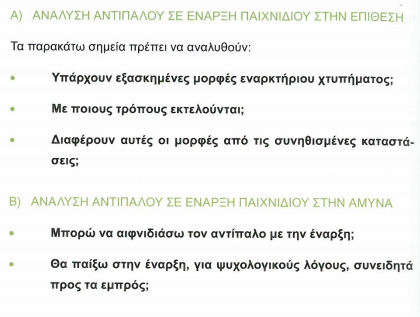 Α) ΑΝΑΛΥΣΗ ΑΝΤΙΠΑΛΟΥ ΣΕ ΕΝΑΡΞΗ ΠΑΙΧΝΙΔΙΟΥ ΣΤΗΝ ΕΠΙΘΕΣΗ
Τα παρακάτω σημεία πρέπει να αναλυθούν:
• Υπάρχουν εξασκημένες μορφές εναρκτήριου χτυπήματος;
• Με ποιους τρόπους εκτελούνται;
• Διαφέρουν αυτές οι μορφές από τις συνηθισμένες καταστά-
σεις;
Β) ΑΝΑΛΥΣΗ ΑΝΤΙΠΑΛΟΥ ΣΕ ΕΝΑΡΞΗ ΠΑΙΧΝΙΔΙΟΥ ΣΤΗΝ ΑΜΥΝΑ
• Μπορώ να αιφνιδιάσω τον αντίπαλο με την έναρξη;
• Θα παίξω στην έναρξη, για ψυχολογικούς λόγους, συνειδητά
προς τα εμπρός;